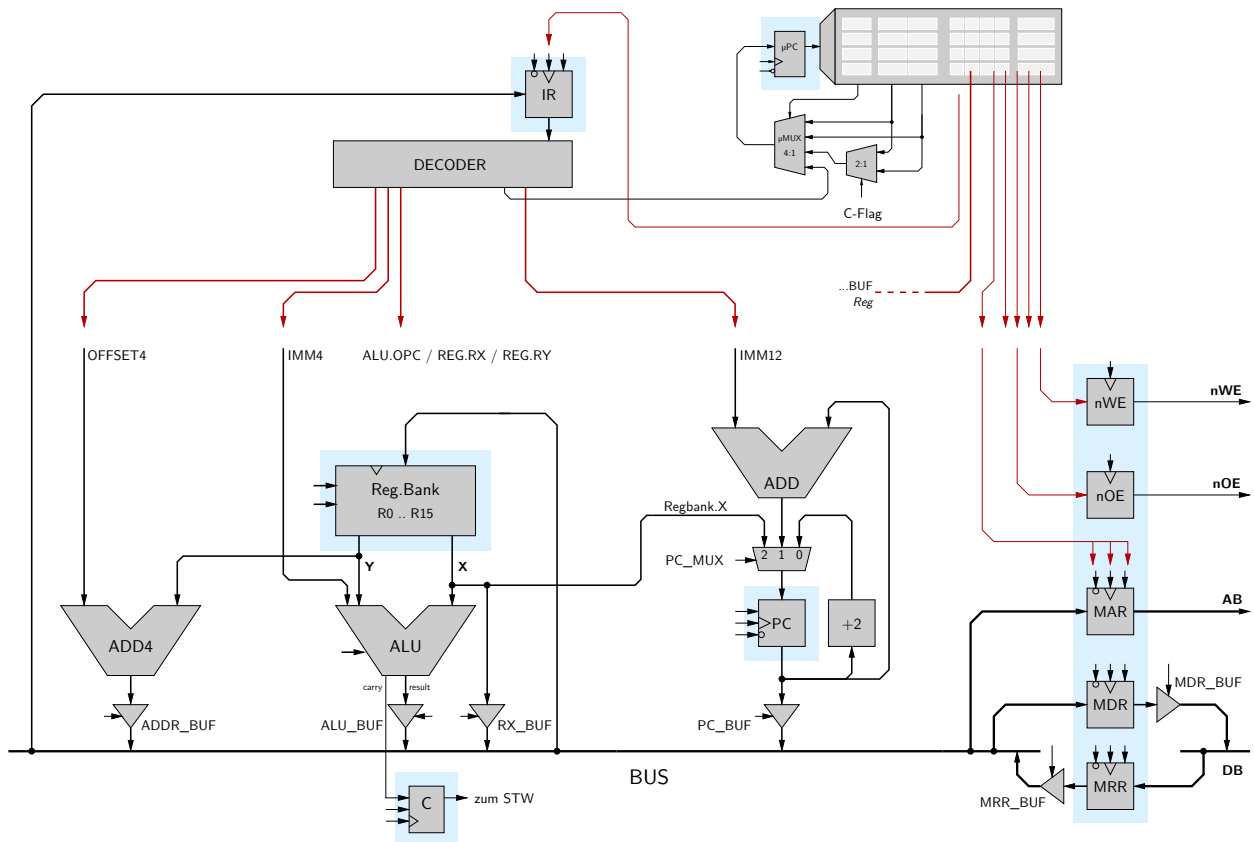 µPC
IR
µMUX
4:1
2:1
DECODER
C-Flag
...BUF
Reg
OFFSET4
IMM4
ALU.OPC / REG.RX / REG.RY
IMM12
nWE
nWE
Reg.Bank
R0 .. R15
ADD
nOE
nOE
Regbank.X
2 1 0
PC_MUX
Y
X
MAR
AB
PC
+2
ADD4
ALU
carry
result
MDR
MDR_BUF
ADDR_BUF
ALU_BUF
RX_BUF
PC_BUF
BUS
DB
MRR
MRR_BUF
C
zum STW